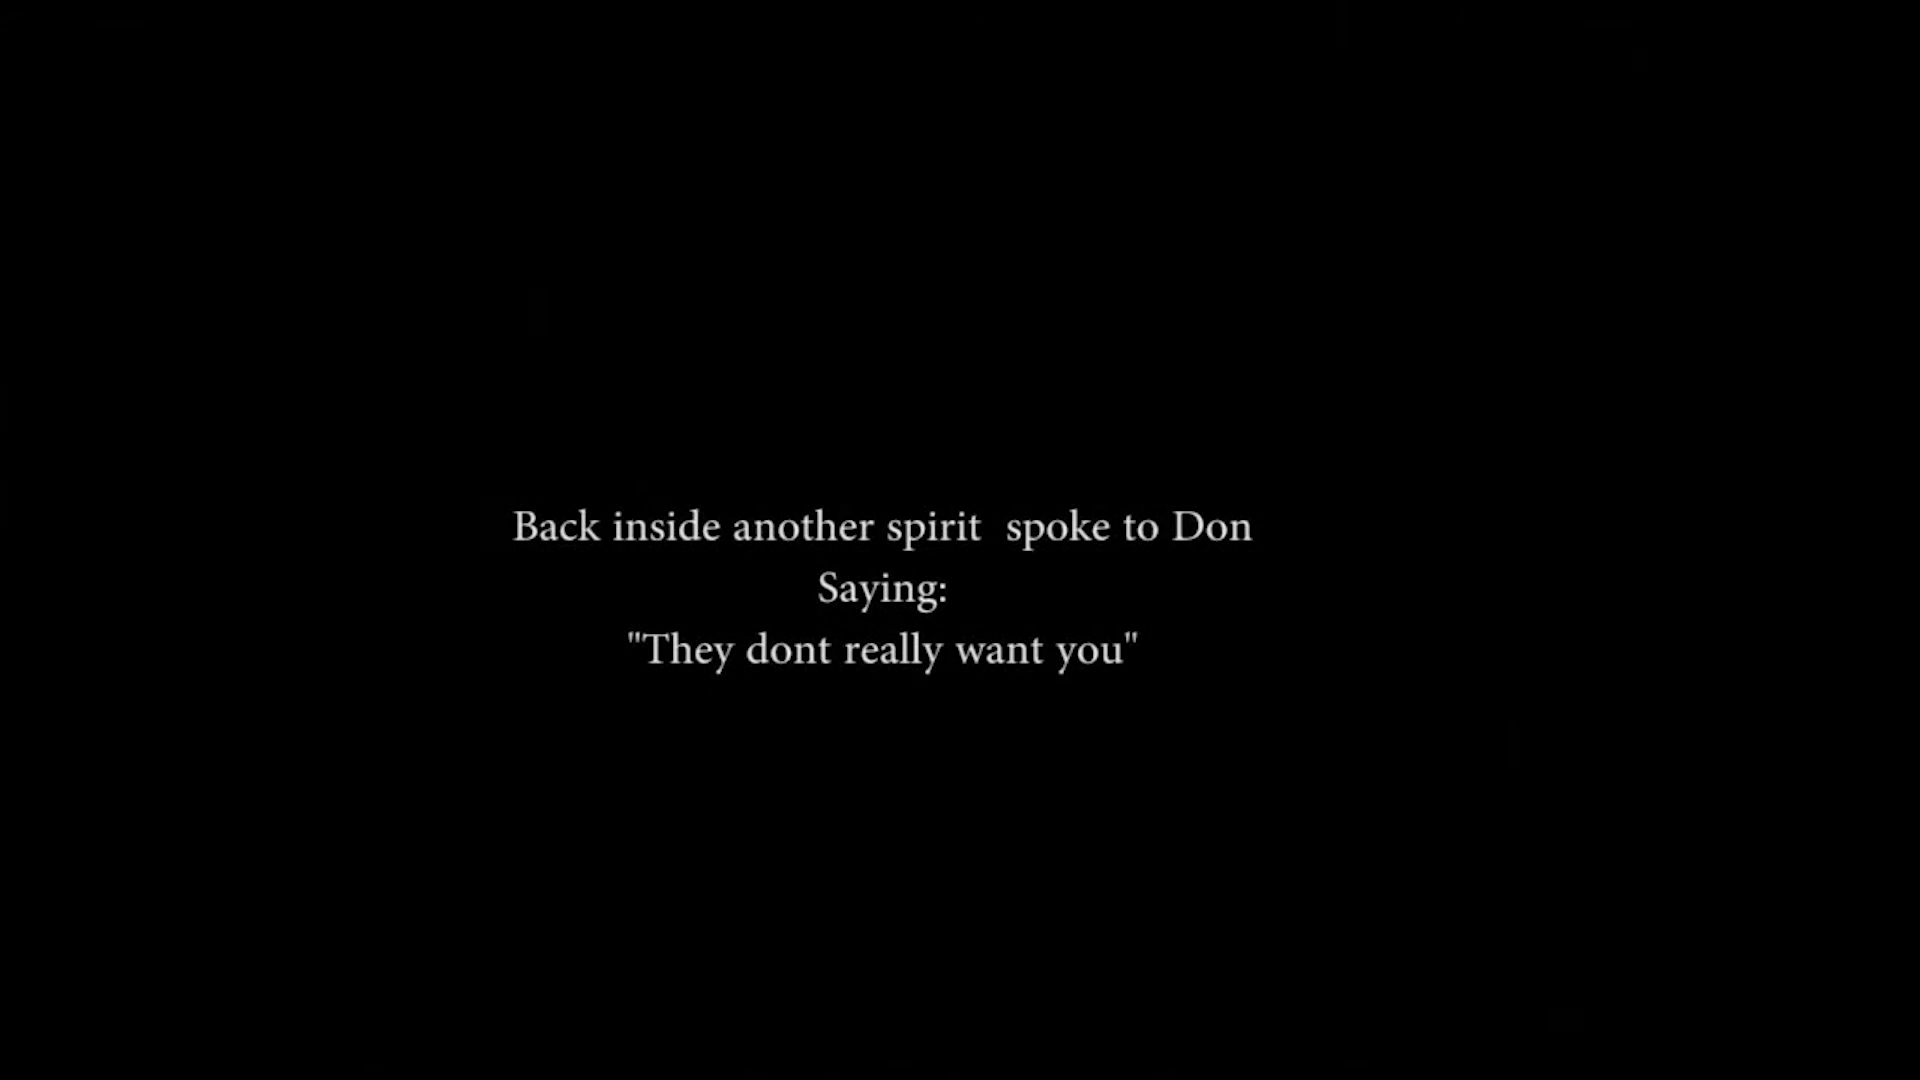 Back inside another spirit  spoke to Don
Saying:
"They dont really want you"